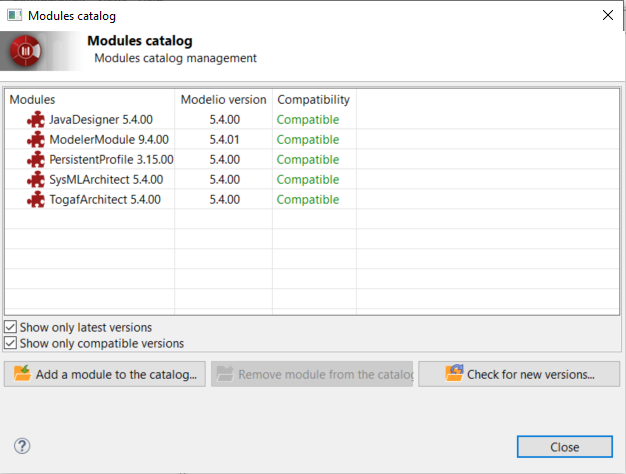 Modules catalog
Modules catalog
Modules catalog management
Modules Modelio version Compatibility
JavaDesigner 5.4.00 5.4.00 Compatible
ModelerModule 9.4.00 5.4.01 Compatible
PersistentProfile 3.15.00 5.4.00 Compatible
SysMLArchitect 5.4.00 5.4.00 Compatible
TogafArchitect 5.4.00 5.4.00 Compatible
Show only latest versions
Show only compatible versions
Add a module to the catalog... Remove module from the catalog Check for new versions...
? Close